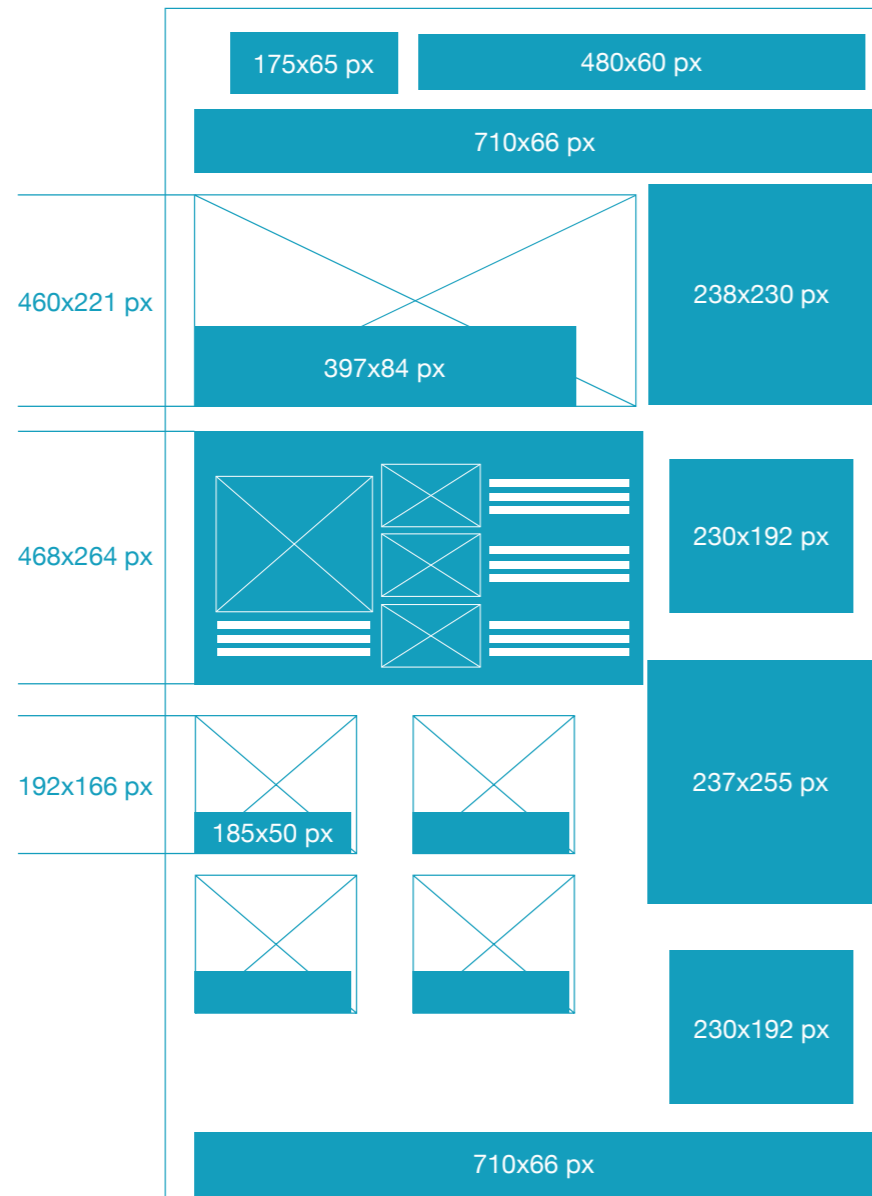 175x65 px
480x60 px
710x66 px
460x221 px
397x84 px
238x230 px
468x264 px
230x192 px
192x166 px
185x50 px
237x255 px
230x192 px
710x66 px